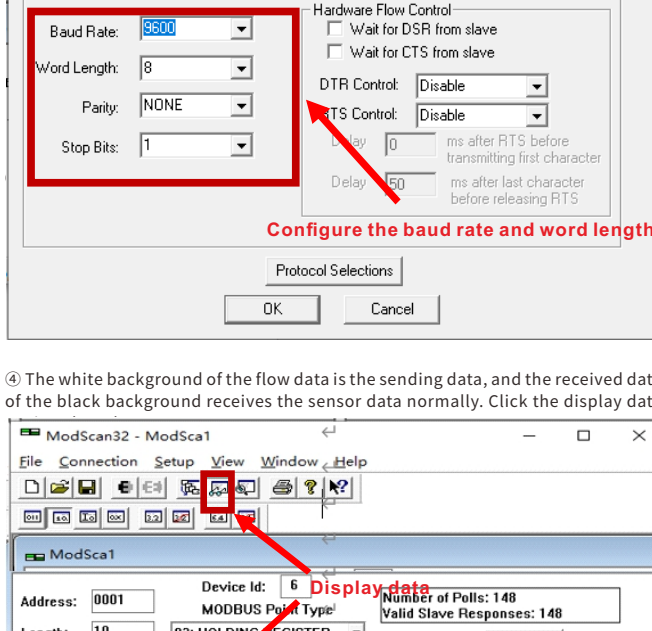 Hardware Flow Control
Baud Rate: 9600
Wait for DSR from slave
Wait for CTS from slave
Word Length: 8
DTR Control: Disable
Parity: NONE
RTS Control: Disable
Delay 0 ms after RTS before
transmitting first character
Stop Bits: 1
Delay 50 ms after last character
before releasing RTS
Configure the baud rate and word length
Protocol Selections
OK Cancel
④ The white background of the flow data is the sending data, and the received dat
of the black background receives the sensor data normally. Click the display dat
ModScan32 - ModSca1
File Connection Setup View Window Help
ModSca1
Device Id: 6
Display data
Address: 0001
MODBUS Point Type
Number of Polls: 148
Valid Slave Responses: 148
Length: 10
03: HOLDING REGISTER